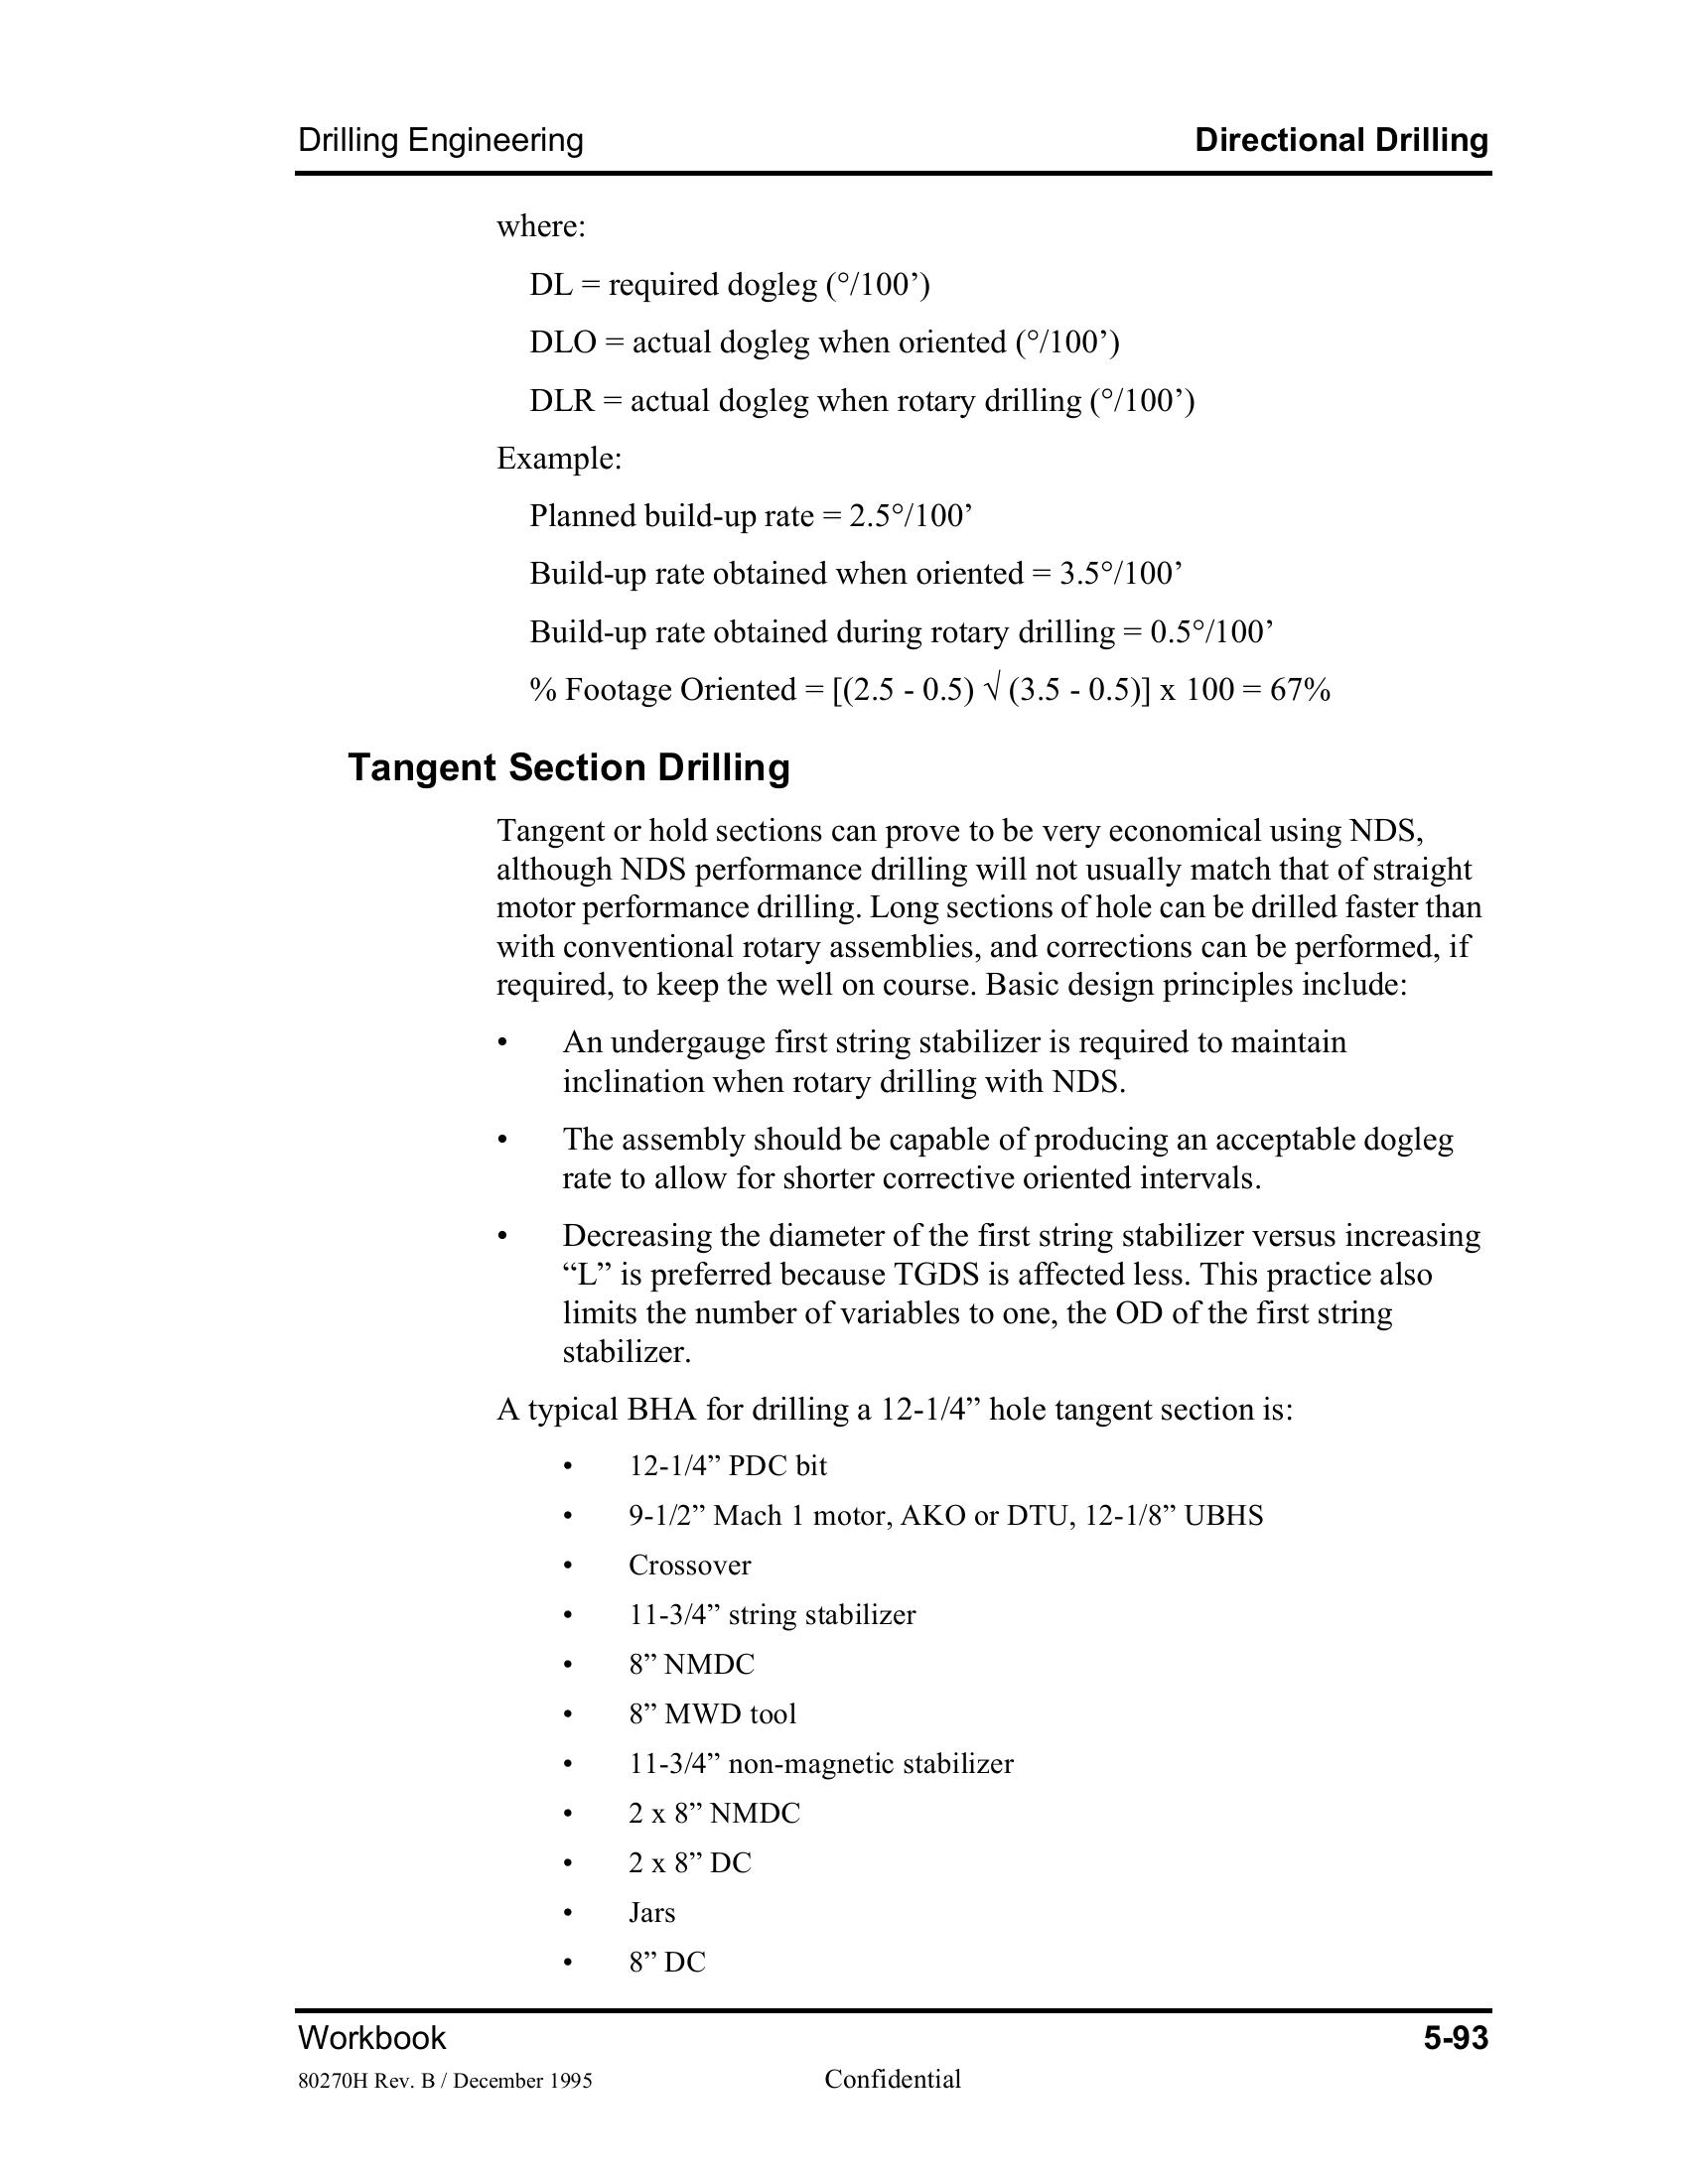 Drilling Engineering Directional Drilling
where:
DL = required dogleg (°/100’)
DLO = actual dogleg when oriented (°/100’)
DLR = actual dogleg when rotary drilling (°/100’)
Example:
Planned build-up rate = 2.5°/100’
Build-up rate obtained when oriented = 3.5°/100’
Build-up rate obtained during rotary drilling = 0.5°/100’
% Footage Oriented = [(2.5 - 0.5) √ (3.5 - 0.5)] x 100 = 67%
Tangent Section Drilling
Tangent or hold sections can prove to be very economical using NDS,
although NDS performance drilling will not usually match that of straight
motor performance drilling. Long sections of hole can be drilled faster than
with conventional rotary assemblies, and corrections can be performed, if
required, to keep the well on course. Basic design principles include:
• An undergauge first string stabilizer is required to maintain
inclination when rotary drilling with NDS.
• The assembly should be capable of producing an acceptable dogleg
rate to allow for shorter corrective oriented intervals.
• Decreasing the diameter of the first string stabilizer versus increasing
“L” is preferred because TGDS is affected less. This practice also
limits the number of variables to one, the OD of the first string
stabilizer.
A typical BHA for drilling a 12-1/4” hole tangent section is:
• 12-1/4” PDC bit
• 9-1/2” Mach 1 motor, AKO or DTU, 12-1/8” UBHS
• Crossover
• 11-3/4” string stabilizer
• 8” NMDC
• 8” MWD tool
• 11-3/4” non-magnetic stabilizer
• 2 x 8” NMDC
• 2 x 8” DC
• Jars
• 8” DC
Workbook 5-93
80270H Rev. B / December 1995 Confidential